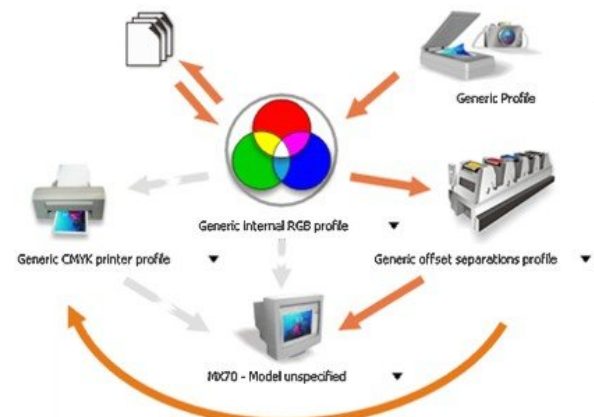 Generic Profile
Generic internal RGB profile
Generic CMYK printer profile
Generic offset separations profile
MX70 - Model unspecified